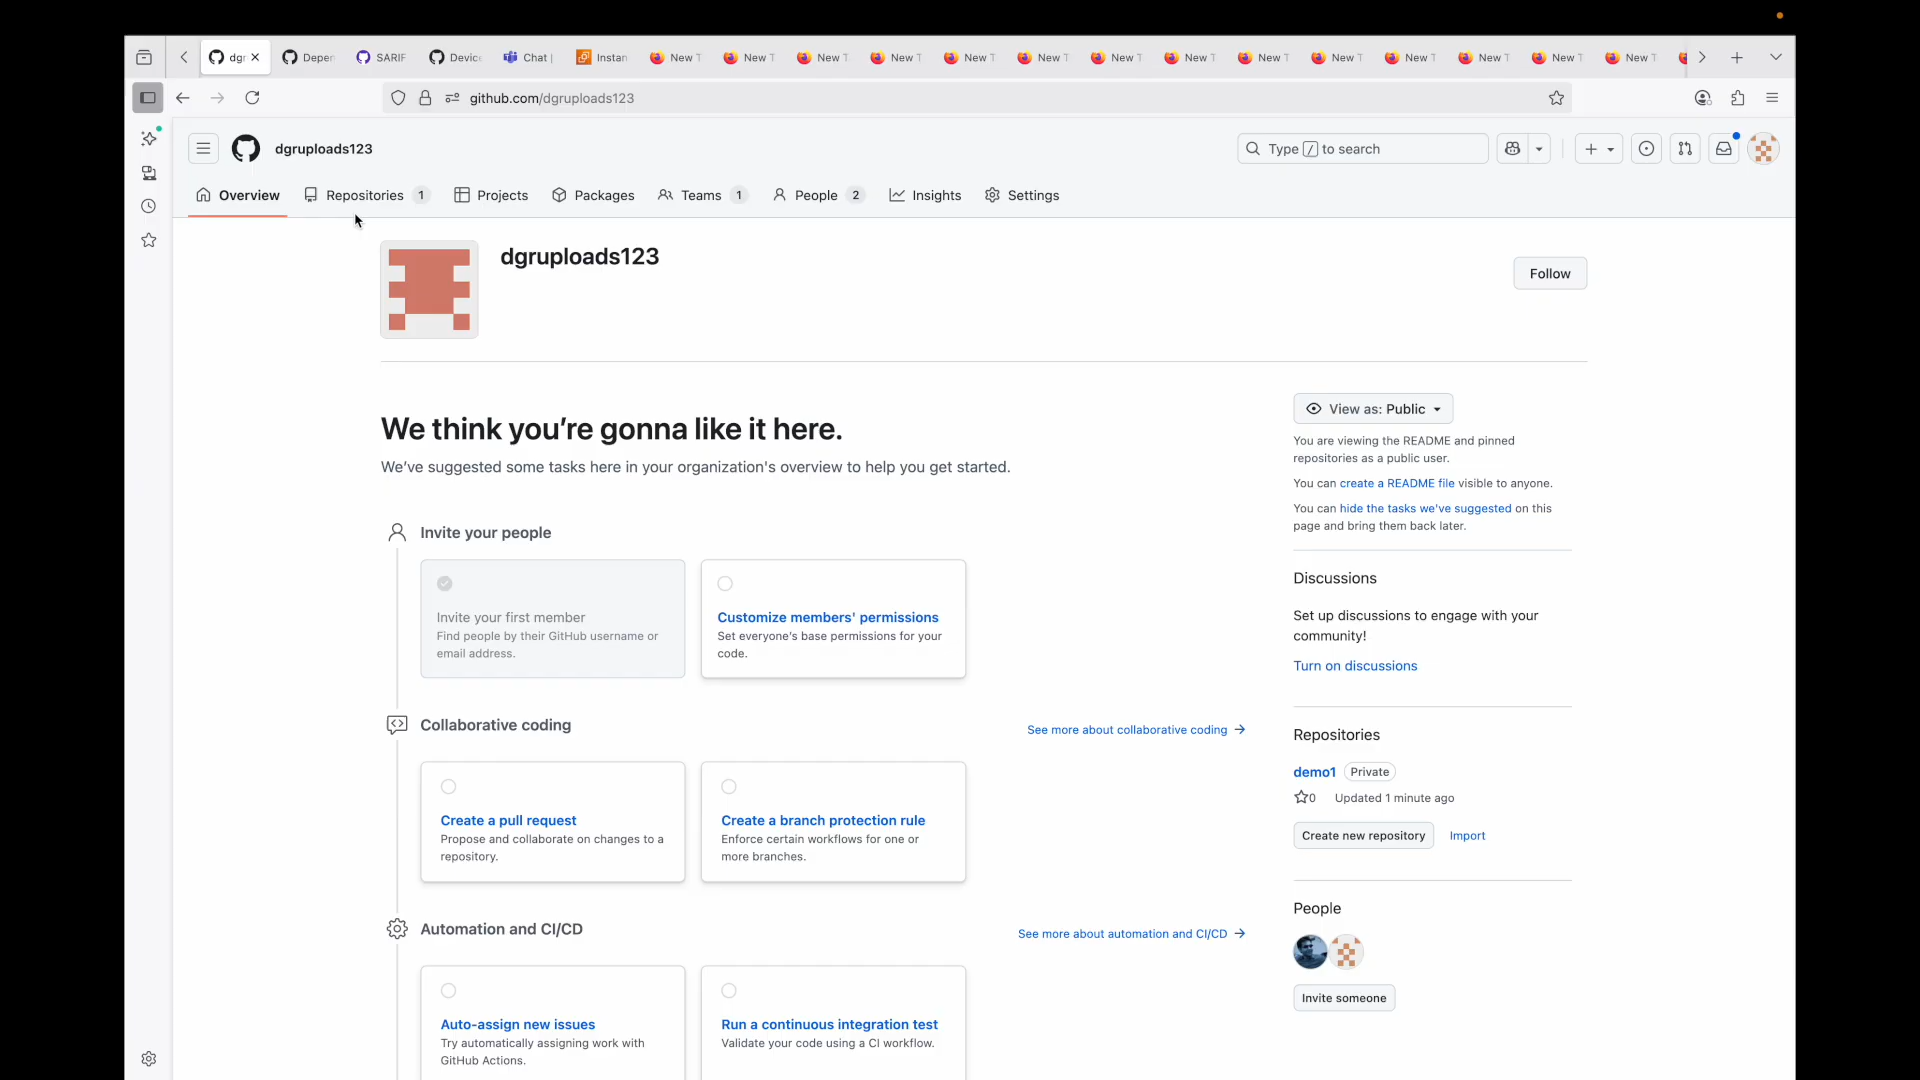 dgr
Depen
SARIF
Device
Chat |
Instan
New T
New T
New T
New T
New T
New T
New T
New T
New T
New T
New T
New T
New T
New T
github.com/dgruploads123
dgruploads123
Type / to search
Overview
Repositories 1
Projects
Packages
Teams 1
People 2
Insights
Settings
dgruploads123
Follow
We think you’re gonna like it here.
We’ve suggested some tasks here in your organization's overview to help you get started.
View as: Public
You are viewing the README and pinned
repositories as a public user.
You can create a README file visible to anyone.
You can hide the tasks we've suggested on this
page and bring them back later.
Invite your people
Invite your first member
Find people by their GitHub username or
email address.
Customize members' permissions
Set everyone's base permissions for your
code.
Discussions
Set up discussions to engage with your
community!
Turn on discussions
Collaborative coding
See more about collaborative coding
Create a pull request
Propose and collaborate on changes to a
repository.
Create a branch protection rule
Enforce certain workflows for one or
more branches.
Repositories
demo1 Private
0 Updated 1 minute ago
Create new repository
Import
Automation and CI/CD
See more about automation and CI/CD
Auto-assign new issues
Try automatically assigning work with
GitHub Actions.
Run a continuous integration test
Validate your code using a CI workflow.
People
Invite someone